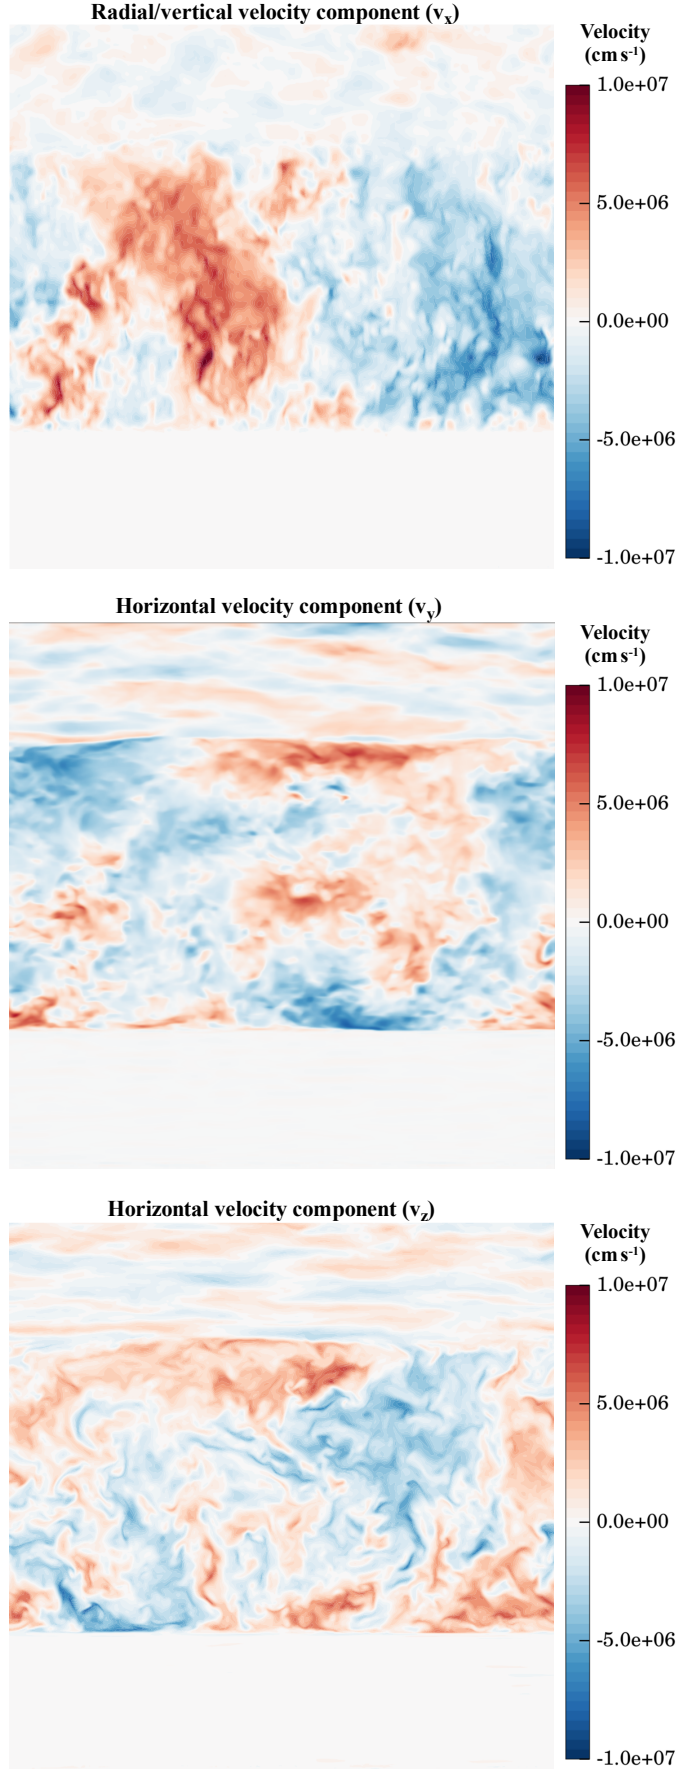 Radial/vertical velocity component (vₓ)
Velocity
(cm s⁻¹)
1.0e+07
5.0e+06
0.0e+00
-5.0e+06
-1.0e+07
Horizontal velocity component (v_y)
Velocity
(cm s⁻¹)
1.0e+07
5.0e+06
0.0e+00
-5.0e+06
-1.0e+07
Horizontal velocity component (v_z)
Velocity
(cm s⁻¹)
1.0e+07
5.0e+06
0.0e+00
-5.0e+06
-1.0e+07